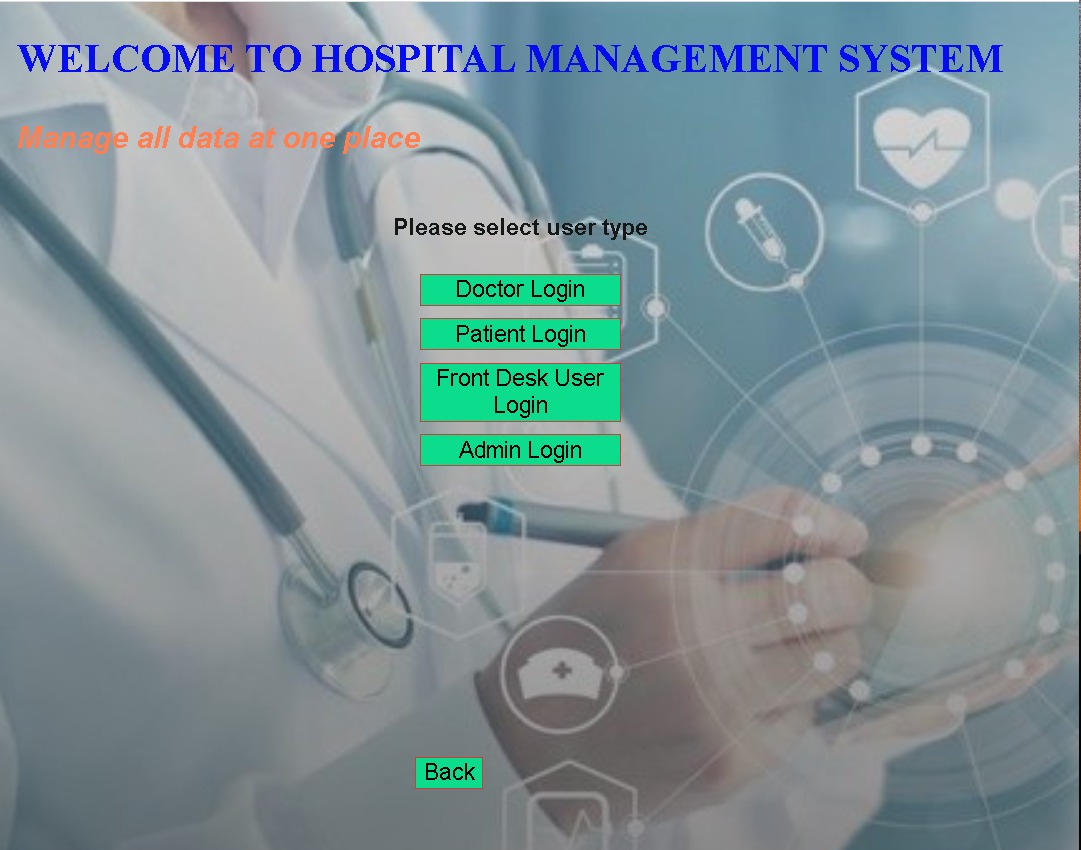 WELCOME TO HOSPITAL MANAGEMENT SYSTEM
Manage all data at one place
Please select user type
Doctor Login
Patient Login
Front Desk User
Login
Admin Login
Back